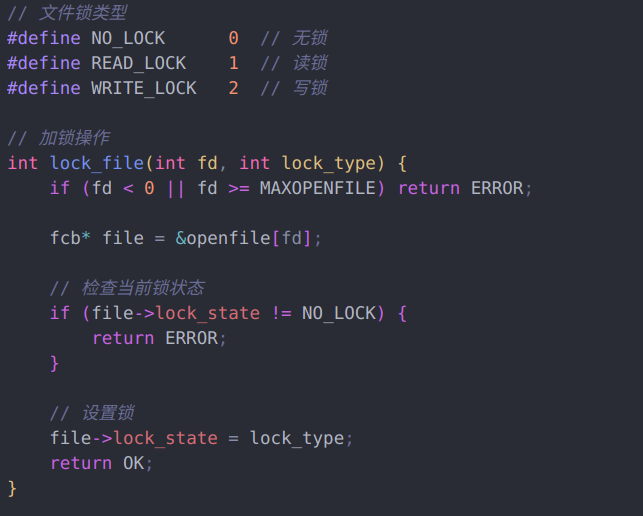 // 文件锁类型
#define NO_LOCK      0  // 无锁
#define READ_LOCK    1  // 读锁
#define WRITE_LOCK   2  // 写锁

// 加锁操作
int lock_file(int fd, int lock_type) {
    if (fd < 0 || fd >= MAXOPENFILE) return ERROR;

    fcb* file = &openfile[fd];

    // 检查当前锁状态
    if (file->lock_state != NO_LOCK) {
        return ERROR;
    }

    // 设置锁
    file->lock_state = lock_type;
    return OK;
}